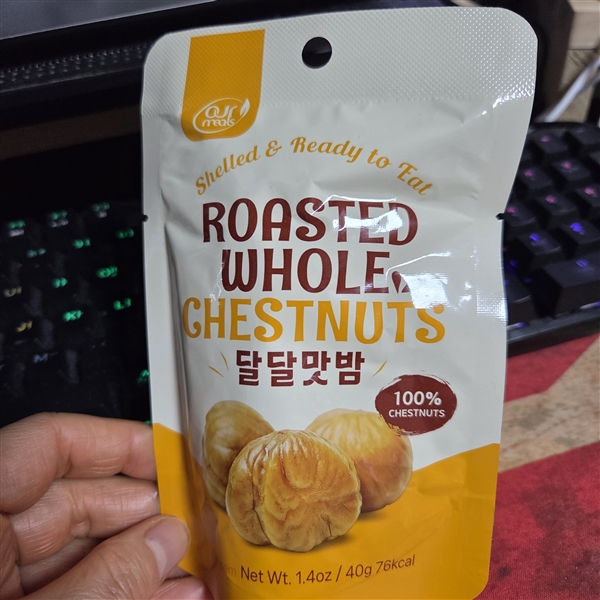 our
meals
Shelled & Ready to Eat
ROASTED
WHOLE
CHESTNUTS
달달맛밤
100%
CHESTNUTS
Net Wt. 1.4oz / 40g 76kcal